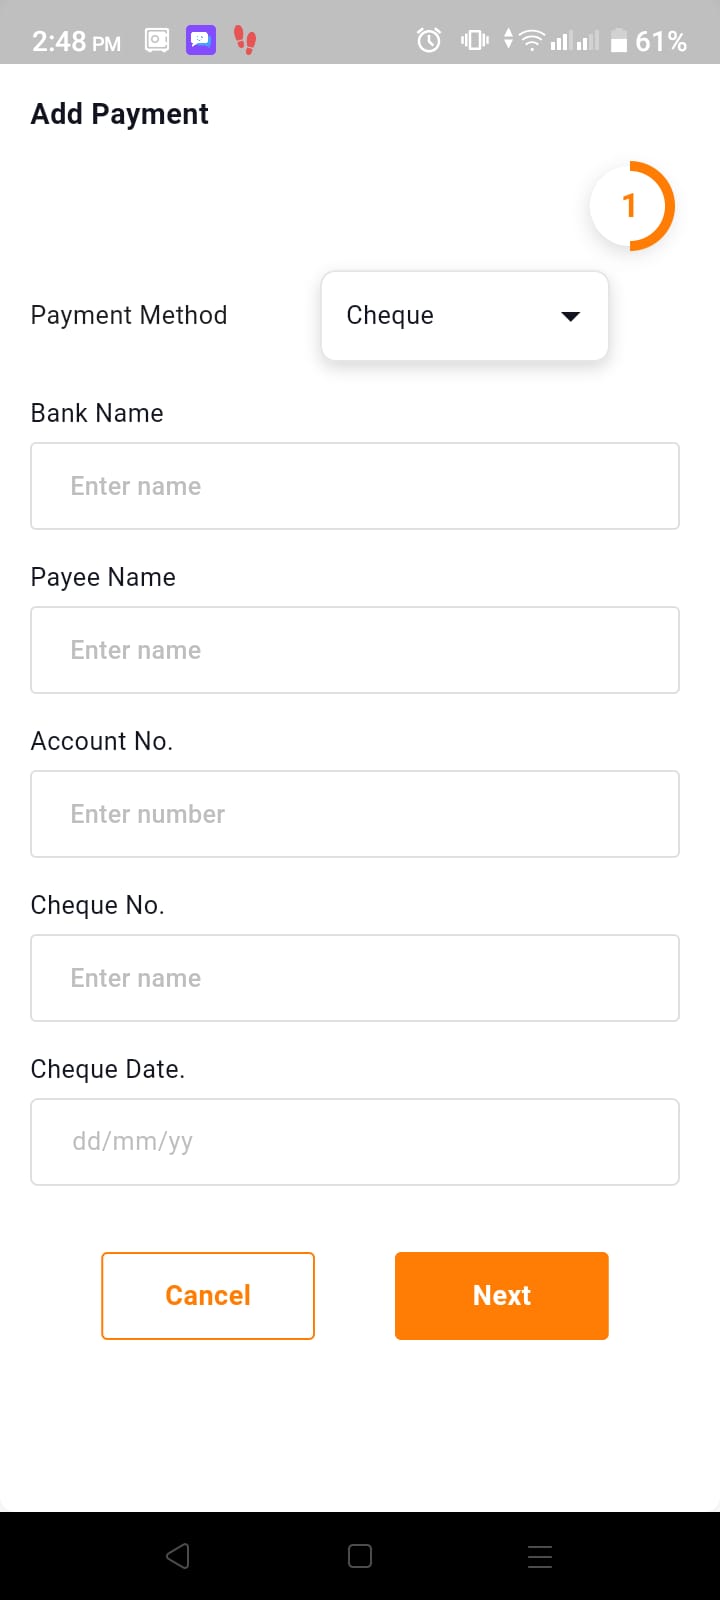 2:48 PM 61%
Add Payment
1
Payment Method Cheque
Bank Name
Enter name
Payee Name
Enter name
Account No.
Enter number
Cheque No.
Enter name
Cheque Date.
dd/mm/yy
Cancel Next